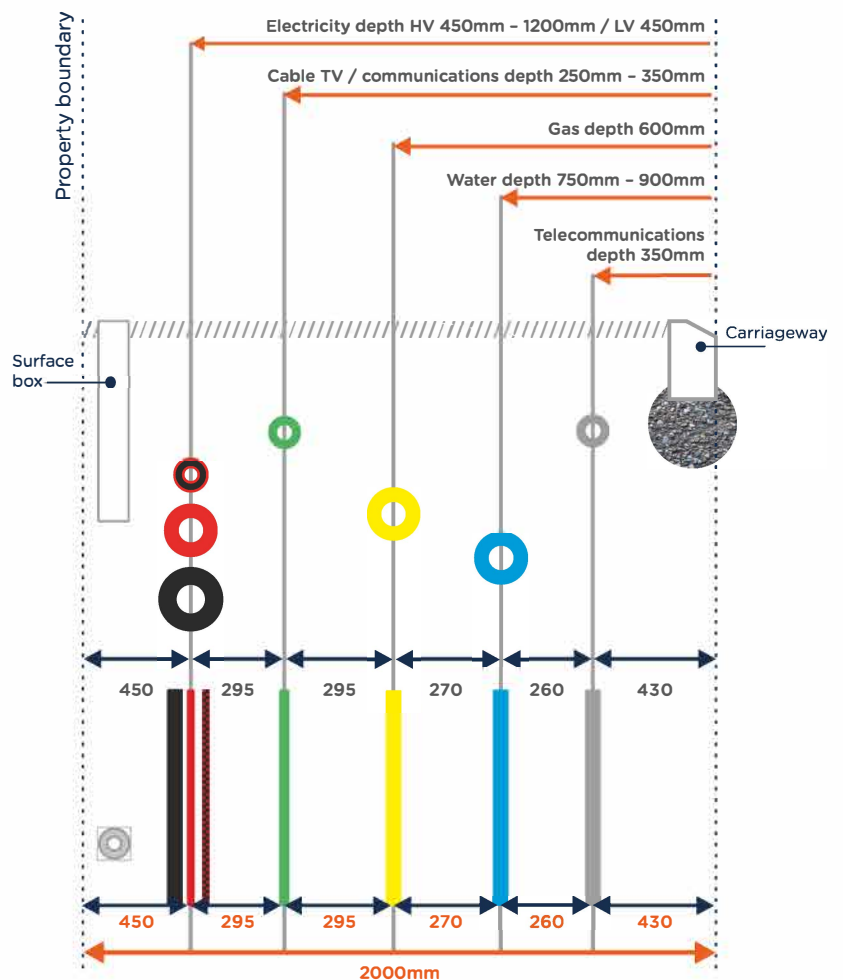 Property boundary
Electricity depth HV 450mm – 1200mm / LV 450mm
Cable TV / communications depth 250mm – 350mm
Gas depth 600mm
Water depth 750mm – 900mm
Telecommunications
depth 350mm
Carriageway
Surface
box
450 295 295 270 260 430
450 295 295 270 260 430
2000mm